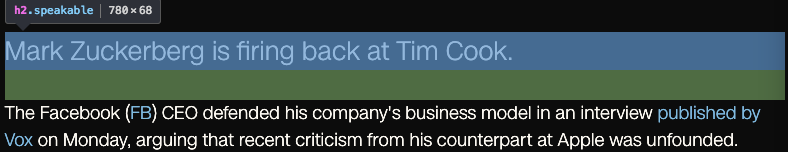 h2.speakable | 780×68
Mark Zuckerberg is firing back at Tim Cook.
The Facebook (FB) CEO defended his company's business model in an interview published by
Vox on Monday, arguing that recent criticism from his counterpart at Apple was unfounded.